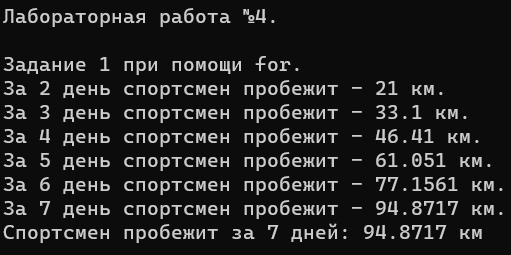 Лабораторная работа №4.
Задание 1 при помощи for.
За 2 день спортсмен пробежит - 21 км.
За 3 день спортсмен пробежит - 33.1 км.
За 4 день спортсмен пробежит - 46.41 км.
За 5 день спортсмен пробежит - 61.051 км.
За 6 день спортсмен пробежит - 77.1561 км.
За 7 день спортсмен пробежит - 94.8717 км.
Спортсмен пробежит за 7 дней: 94.8717 км